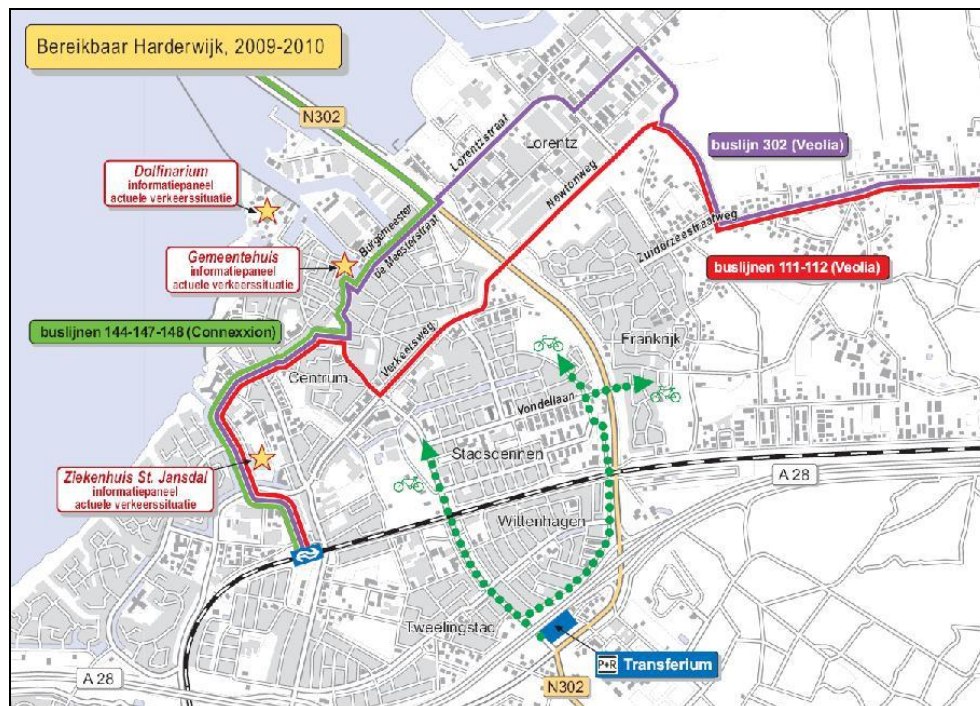 Bereikbaar Harderwijk, 2009-2010
N302
Lorentzstraat
Lorentz
buslijn 302 (Veolia)
Dolfinarium
informatiepaneel
actuele verkeerssituatie
Newtonweg
Burgemeester
De Meesterstraat
Zuiderzeestraatweg
Gemeentehuis
informatiepaneel
actuele verkeerssituatie
buslijnen 111-112 (Veolia)
buslijnen 144-147-148 (Connexxion)
Verkeersweg
Frankrijk
Centrum
Vondellaan
Stadsdennen
Ziekenhuis St. Jansdal
informatiepaneel
actuele verkeerssituatie
A 28
Wittenhagen
Tweelingstad
P+R Transferium
A 28
N302